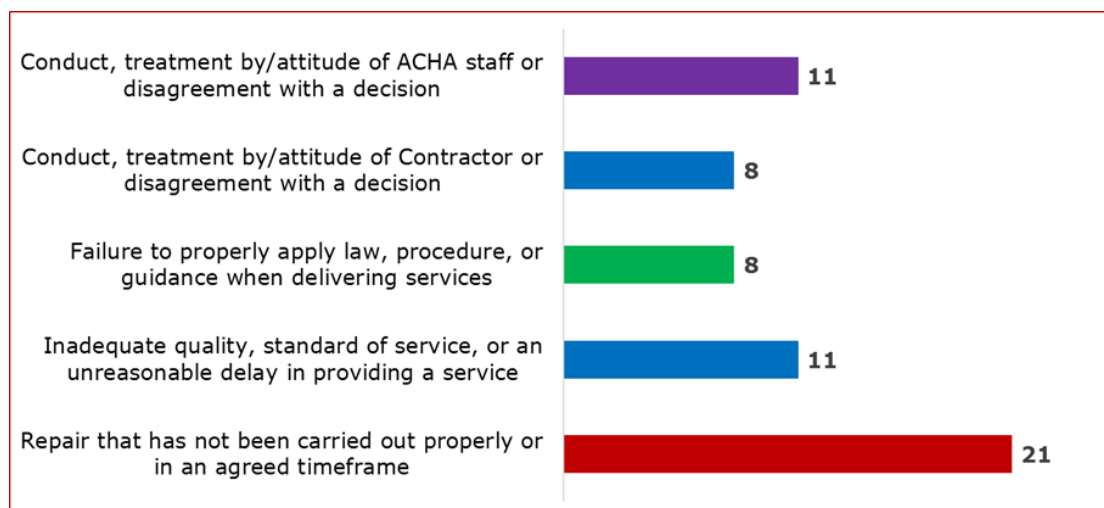 Conduct, treatment by/attitude of ACHA staff or
disagreement with a decision
11
Conduct, treatment by/attitude of Contractor or
disagreement with a decision
8
Failure to properly apply law, procedure, or
guidance when delivering services
8
Inadequate quality, standard of service, or an
unreasonable delay in providing a service
11
Repair that has not been carried out properly or
in an agreed timeframe
21